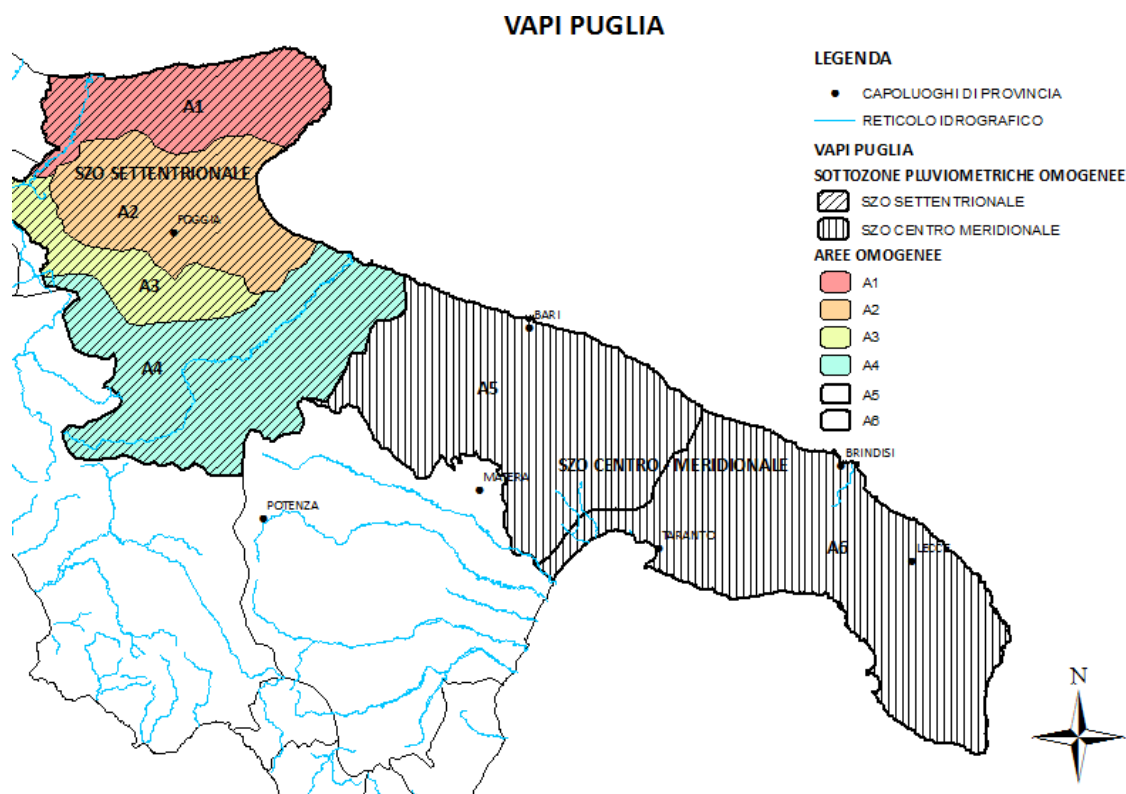 VAPI PUGLIA
LEGENDA
CAPOLUOGHI DI PROVINCIA
RETICOLO IDROGRAFICO
VAPI PUGLIA
SOTTOZONE PLUVIOMETRICHE OMOGENEE
SZO SETTENTRIONALE
SZO CENTRO MERIDIONALE
AREE OMOGENEE
A1
A2
A3
A4
A5
A6
A1
SZO SETTENTRIONALE
A2
FOGGIA
A3
A4
BARI
A5
SZO CENTRO MERIDIONALE
BRINDISI
MATERA
POTENZA
TARANTO
A6
LECCE
N